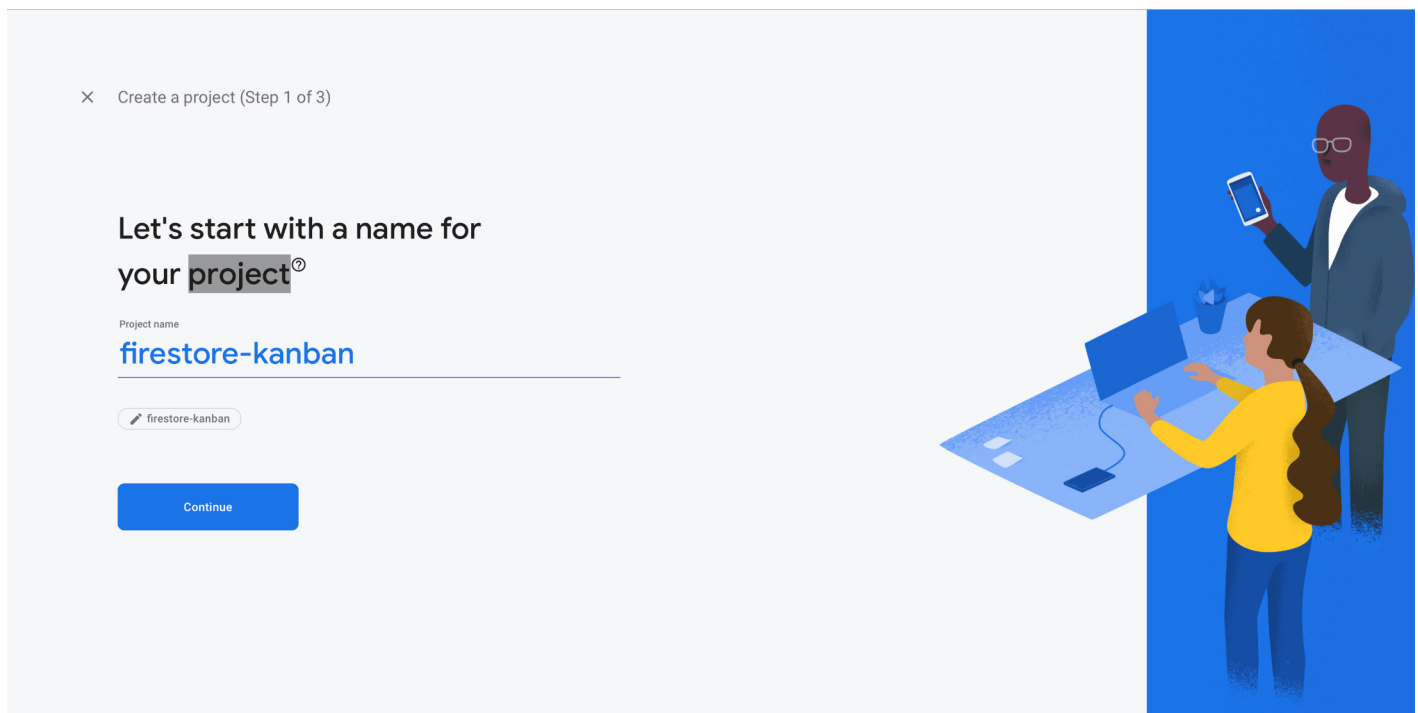 Create a project (Step 1 of 3)
Let's start with a name for
your project
Project name
firestore-kanban
firestore-kanban
Continue